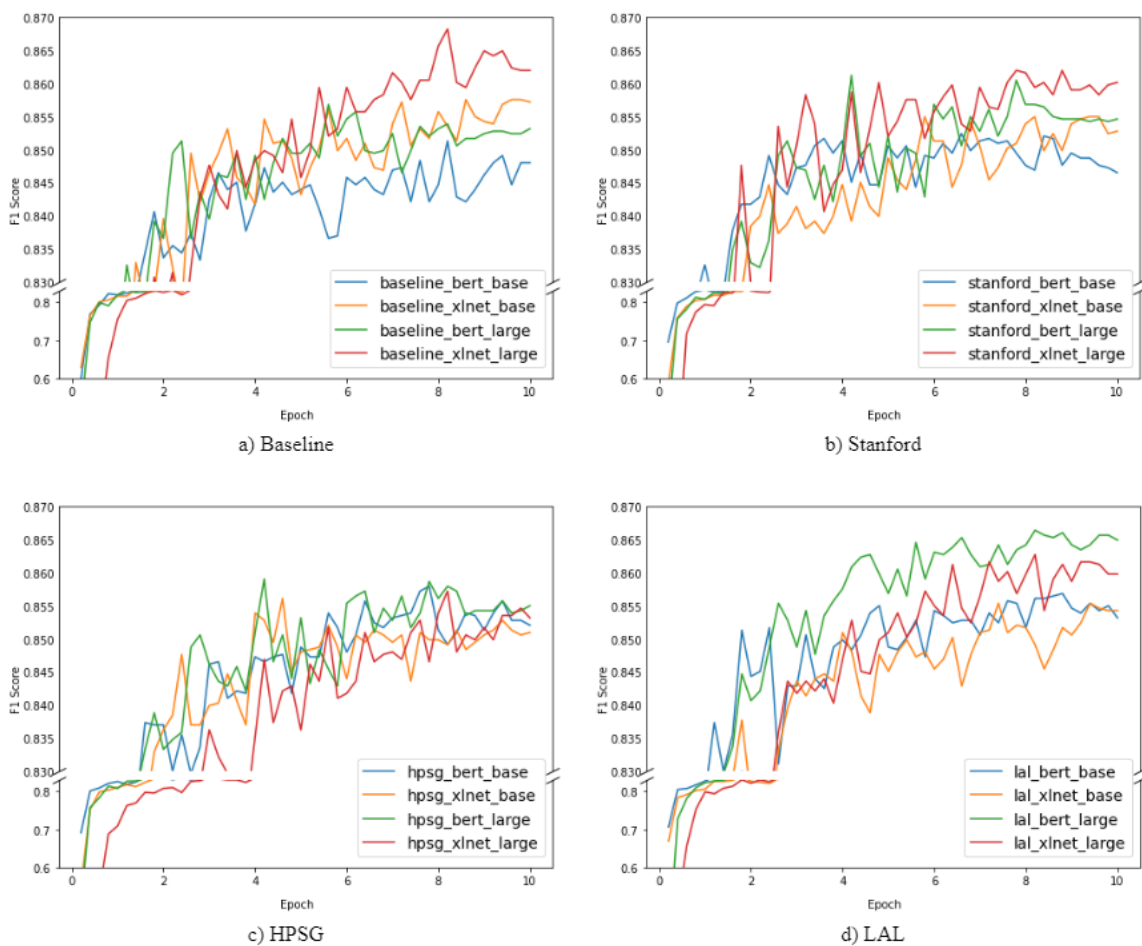 0.870
0.865
0.860
0.855
0.850
0.845
0.840
0.835
0.830
0.8
0.7
0.6
F1 Score
baseline_bert_base
baseline_xlnet_base
baseline_bert_large
baseline_xlnet_large
0 2 4 6 8 10
Epoch
a) Baseline
0.870
0.865
0.860
0.855
0.850
0.845
0.840
0.835
0.830
0.8
0.7
0.6
F1 Score
stanford_bert_base
stanford_xlnet_base
stanford_bert_large
stanford_xlnet_large
0 2 4 6 8 10
Epoch
b) Stanford
0.870
0.865
0.860
0.855
0.850
0.845
0.840
0.835
0.830
0.8
0.7
0.6
F1 Score
hpsg_bert_base
hpsg_xlnet_base
hpsg_bert_large
hpsg_xlnet_large
0 2 4 6 8 10
Epoch
c) HPSG
0.870
0.865
0.860
0.855
0.850
0.845
0.840
0.835
0.830
0.8
0.7
0.6
F1 Score
lal_bert_base
lal_xlnet_base
lal_bert_large
lal_xlnet_large
0 2 4 6 8 10
Epoch
d) LAL